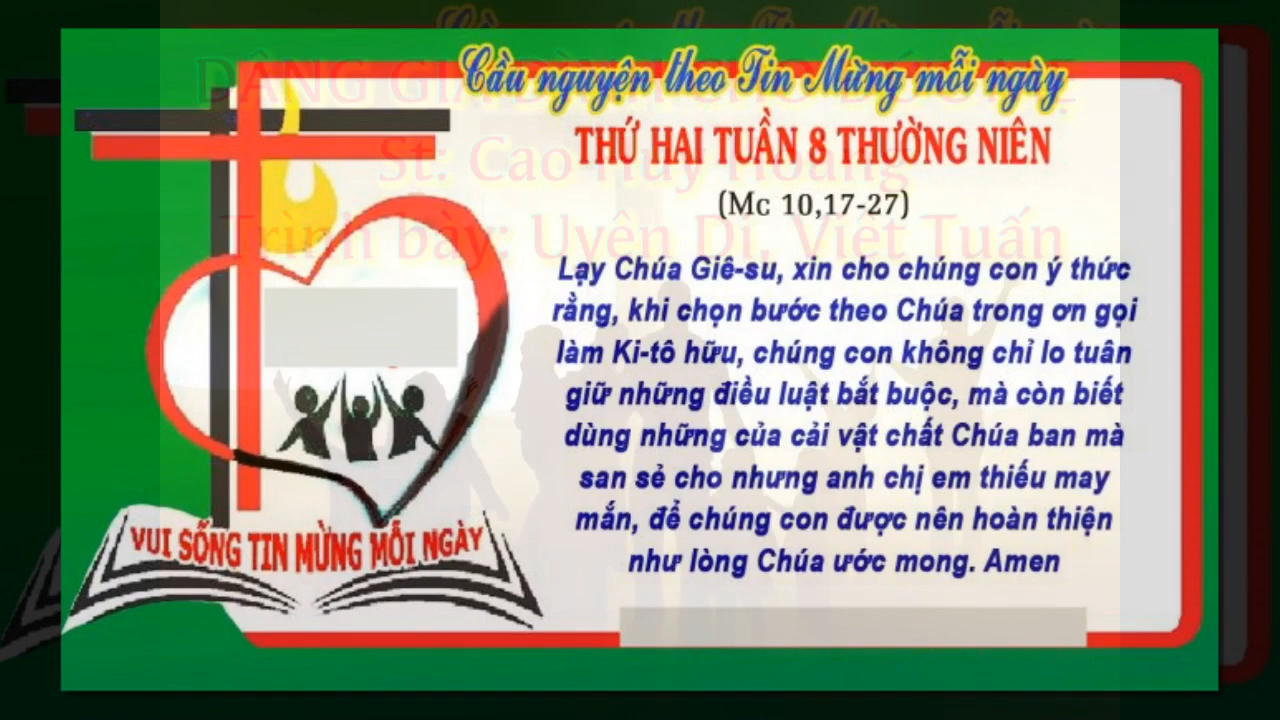 Cầu nguyện theo Tin Mừng mỗi ngày
THỨ HAI TUẦN 8 THƯỜNG NIÊN
(Mc 10,17-27)
Lạy Chúa Giê-su, xin cho chúng con ý thức
rằng, khi chọn bước theo Chúa trong ơn gọi
làm Ki-tô hữu, chúng con không chỉ lo tuân
giữ những điều luật bắt buộc, mà còn biết
dùng những của cải vật chất Chúa ban mà
san sẻ cho nhưng anh chị em thiếu may
mắn, để chúng con được nên hoàn thiện
như lòng Chúa ước mong. Amen
VUI SỐNG TIN MỪNG MỖI NGÀY
St: Cao Huy Hoàng
Trình bày: Uyên Di, Việt Tuấn